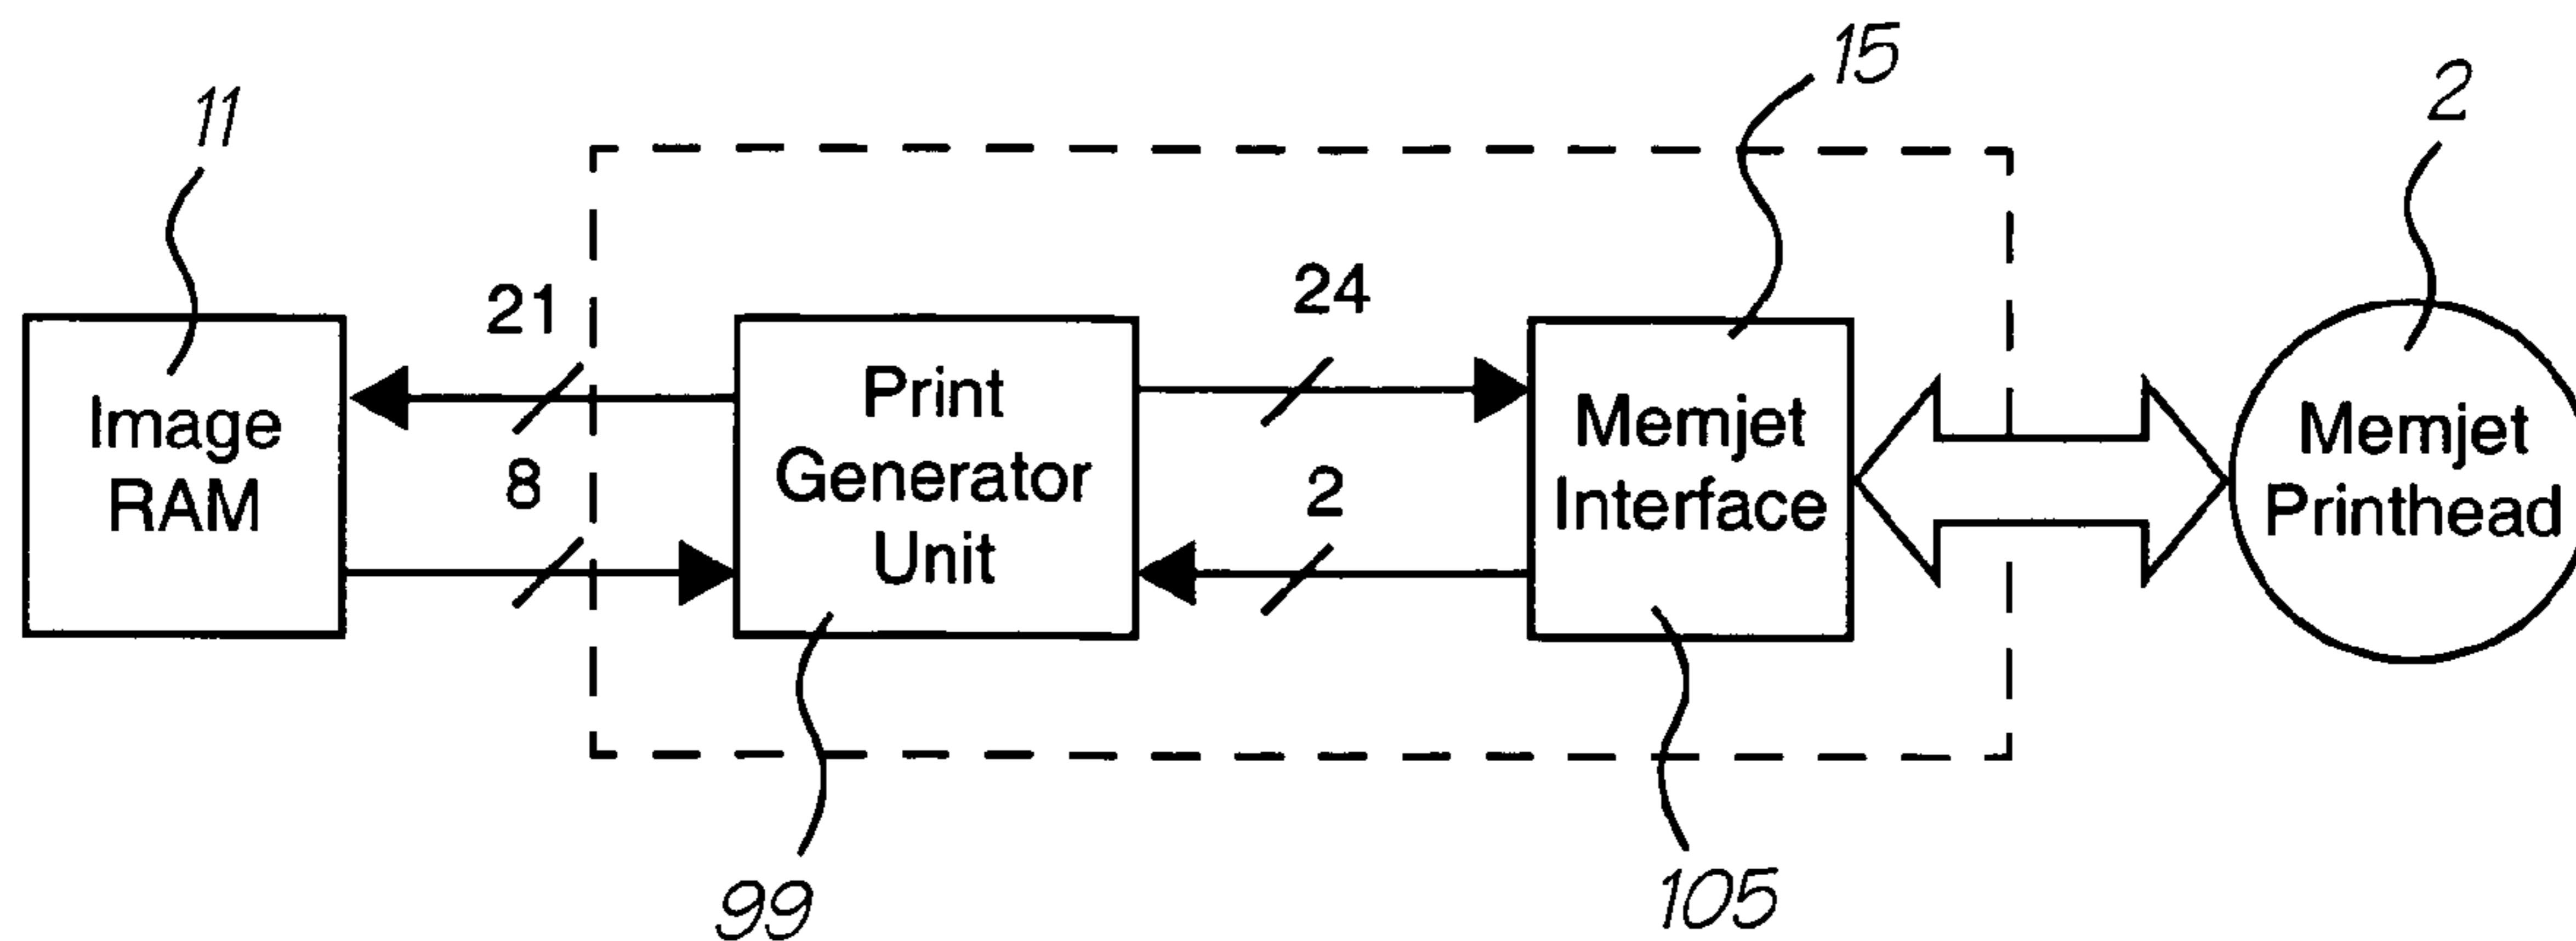 11
15
2
21
24
8
2
Image
RAM
Print
Generator
Unit
Memjet
Interface
Memjet
Printhead
99
105